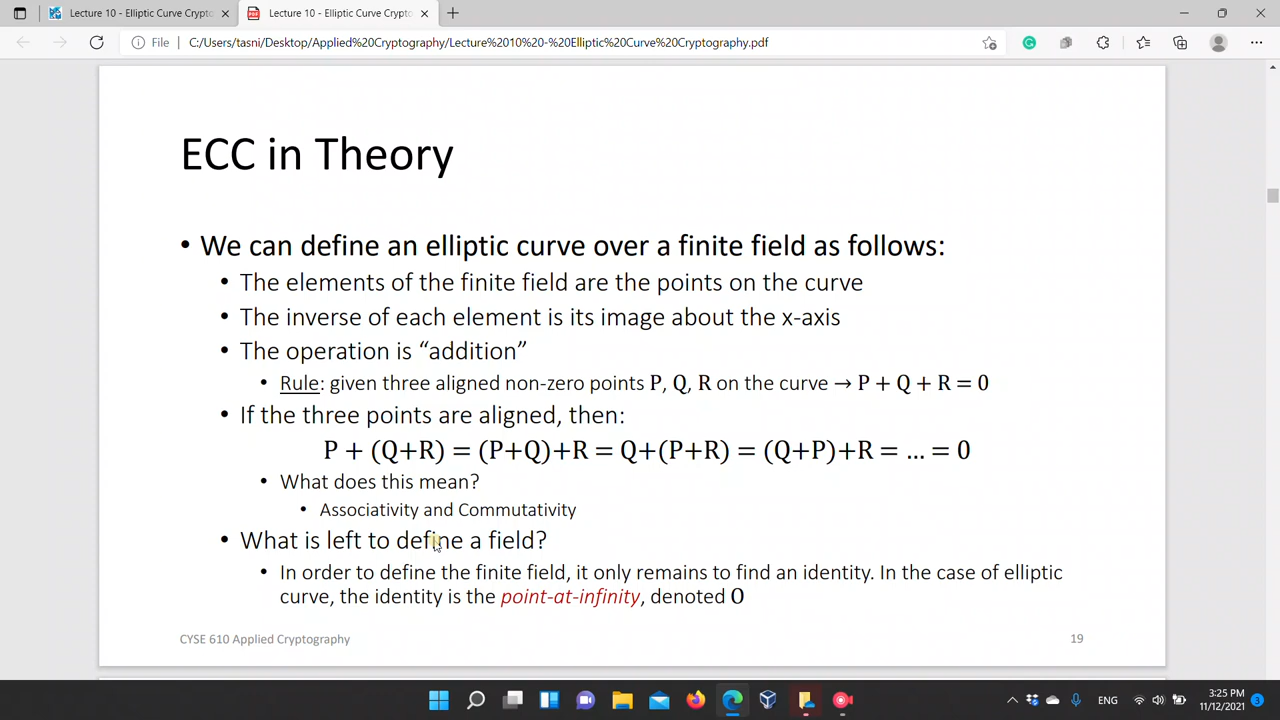 Lecture 10 - Elliptic Curve Crypto
Lecture 10 - Elliptic Curve Crypto
File
C:/Users/tasni/Desktop/Applied%20Cryptography/Lecture%2010%20-%20Elliptic%20Curve%20Cryptography.pdf
ECC in Theory
• We can define an elliptic curve over a finite field as follows:
• The elements of the finite field are the points on the curve
• The inverse of each element is its image about the x-axis
• The operation is “addition”
• Rule: given three aligned non-zero points P, Q, R on the curve → P + Q + R = 0
• If the three points are aligned, then:
P + (Q+R) = (P+Q)+R = Q+(P+R) = (Q+P)+R = ... = 0
• What does this mean?
• Associativity and Commutativity
• What is left to define a field?
• In order to define the finite field, it only remains to find an identity. In the case of elliptic
curve, the identity is the point-at-infinity, denoted O
CYSE 610 Applied Cryptography
19
ENG
3:25 PM
11/12/2021
3